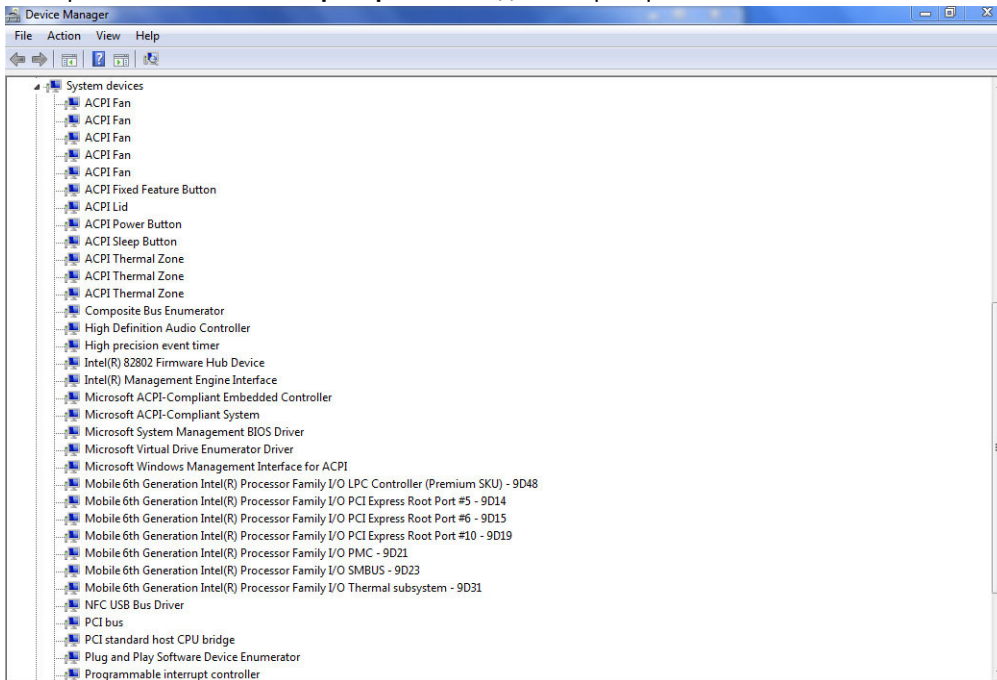 Device Manager
File Action View Help
System devices
ACPI Fan
ACPI Fan
ACPI Fan
ACPI Fan
ACPI Fan
ACPI Fixed Feature Button
ACPI Lid
ACPI Power Button
ACPI Sleep Button
ACPI Thermal Zone
ACPI Thermal Zone
ACPI Thermal Zone
Composite Bus Enumerator
High Definition Audio Controller
High precision event timer
Intel(R) 82802 Firmware Hub Device
Intel(R) Management Engine Interface
Microsoft ACPI-Compliant Embedded Controller
Microsoft ACPI-Compliant System
Microsoft System Management BIOS Driver
Microsoft Virtual Drive Enumerator Driver
Microsoft Windows Management Interface for ACPI
Mobile 6th Generation Intel(R) Processor Family I/O LPC Controller (Premium SKU) - 9D48
Mobile 6th Generation Intel(R) Processor Family I/O PCI Express Root Port #5 - 9D14
Mobile 6th Generation Intel(R) Processor Family I/O PCI Express Root Port #6 - 9D15
Mobile 6th Generation Intel(R) Processor Family I/O PCI Express Root Port #10 - 9D19
Mobile 6th Generation Intel(R) Processor Family I/O PMC - 9D21
Mobile 6th Generation Intel(R) Processor Family I/O SMBUS - 9D23
Mobile 6th Generation Intel(R) Processor Family I/O Thermal subsystem - 9D31
NFC USB Bus Driver
PCI bus
PCI standard host CPU bridge
Plug and Play Software Device Enumerator
Programmable interrupt controller